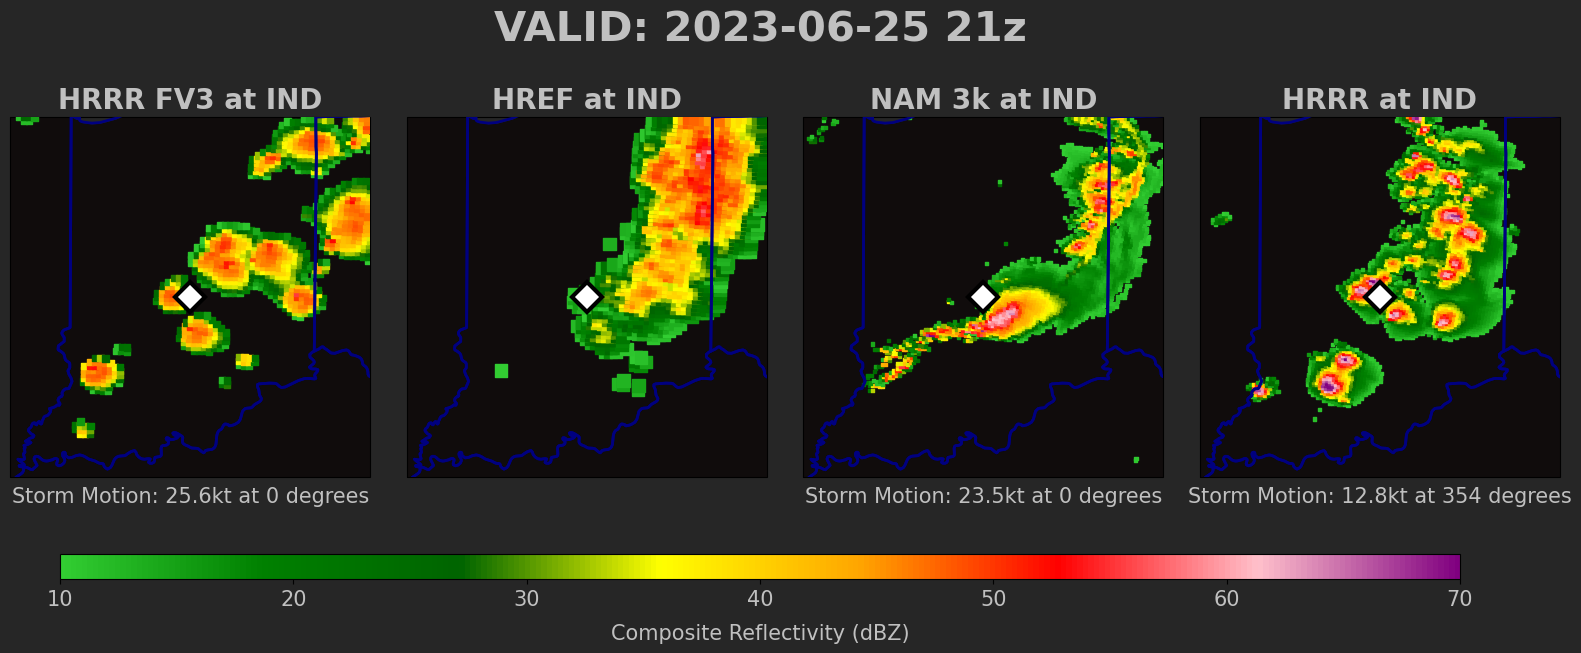 VALID: 2023-06-25 21z
HRRR FV3 at IND
HREF at IND
NAM 3k at IND
HRRR at IND
Storm Motion: 25.6kt at 0 degrees
Storm Motion: 23.5kt at 0 degrees
Storm Motion: 12.8kt at 354 degrees
10 20 30 40 50 60 70
Composite Reflectivity (dBZ)